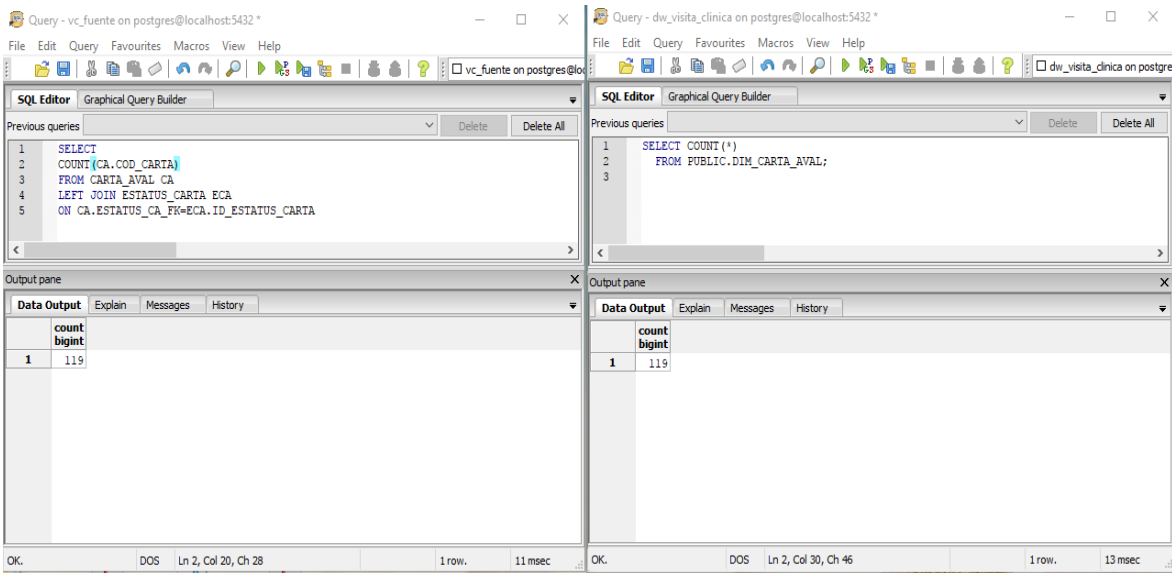 Query - vc_fuente on postgres@localhost:5432 *
File Edit Query Favourites Macros View Help
vc_fuente on postgres@loc
SQL Editor Graphical Query Builder
Previous queries Delete Delete All
1 SELECT
2 COUNT(CA.COD_CARTA)
3 FROM CARTA_AVAL CA
4 LEFT JOIN ESTATUS_CARTA ECA
5 ON CA.ESTATUS_CA_FK=ECA.ID_ESTATUS_CARTA
Output pane X
Data Output Explain Messages History
count
bigint
1 119
OK. DOS Ln 2, Col 20, Ch 28 1 row. 11 msec
Query - dw_visita_clinica on postgres@localhost:5432 *
File Edit Query Favourites Macros View Help
dw_visita_clinica on postgre
SQL Editor Graphical Query Builder
Previous queries Delete Delete All
1 SELECT COUNT(*)
2 FROM PUBLIC.DIM_CARTA_AVAL;
3
Output pane X
Data Output Explain Messages History
count
bigint
1 119
OK. DOS Ln 2, Col 30, Ch 46 1 row. 13 msec